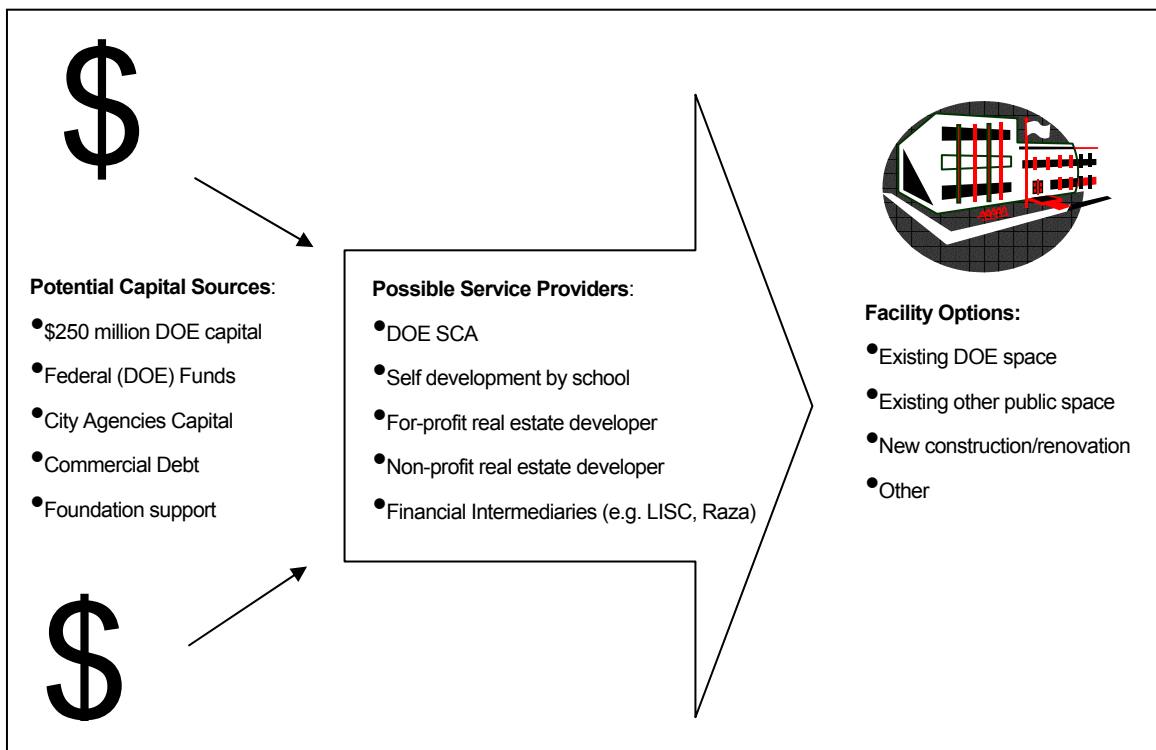 $
Potential Capital Sources:
•$250 million DOE capital
•Federal (DOE) Funds
•City Agencies Capital
•Commercial Debt
•Foundation support
$
Possible Service Providers:
•DOE SCA
•Self development by school
•For-profit real estate developer
•Non-profit real estate developer
•Financial Intermediaries (e.g. LISC, Raza)
Facility Options:
•Existing DOE space
•Existing other public space
•New construction/renovation
•Other